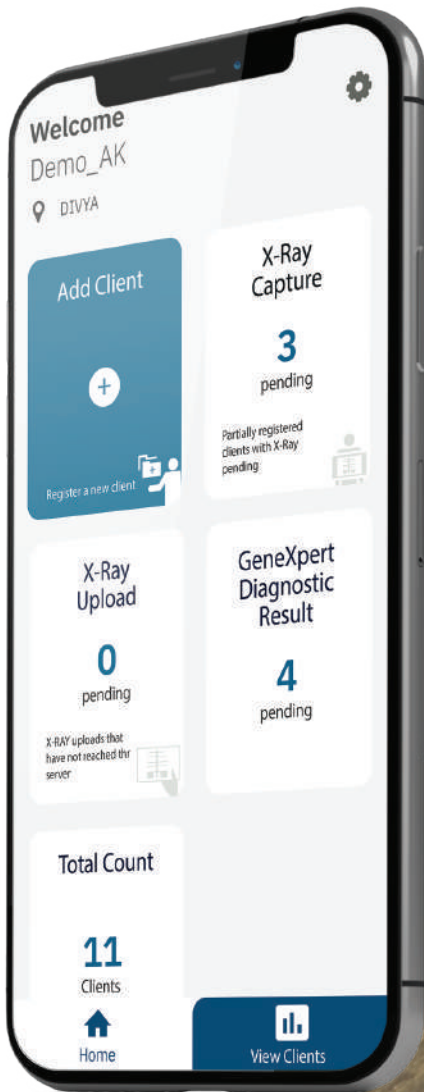 Welcome
Demo_AK
DIVYA
Add Client
Register a new client
X-Ray
Capture
3
pending
Partially registered
clients with X-Ray
pending
X-Ray
Upload
0
pending
X-RAY uploads that
have not reached thr
server
GeneXpert
Diagnostic
Result
4
pending
Total Count
11
Clients
Home
View Clients